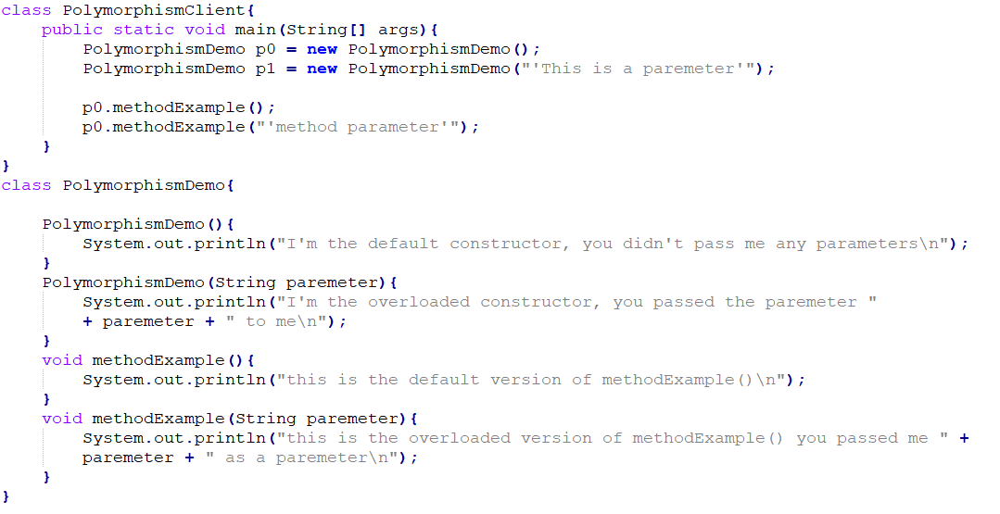 class PolymorphismClient{
    public static void main(String[] args){
        PolymorphismDemo p0 = new PolymorphismDemo();
        PolymorphismDemo p1 = new PolymorphismDemo("'This is a paremeter'");

        p0.methodExample();
        p0.methodExample("'method parameter'");
    }
}
class PolymorphismDemo{

    PolymorphismDemo(){
        System.out.println("I'm the default constructor, you didn't pass me any parameters\n");
    }
    PolymorphismDemo(String paremeter){
        System.out.println("I'm the overloaded constructor, you passed the paremeter "
        + paremeter + " to me\n");
    }
    void methodExample(){
        System.out.println("this is the default version of methodExample()\n");
    }
    void methodExample(String paremeter){
        System.out.println("this is the overloaded version of methodExample() you passed me " +
        paremeter + " as a paremeter\n");
    }
}